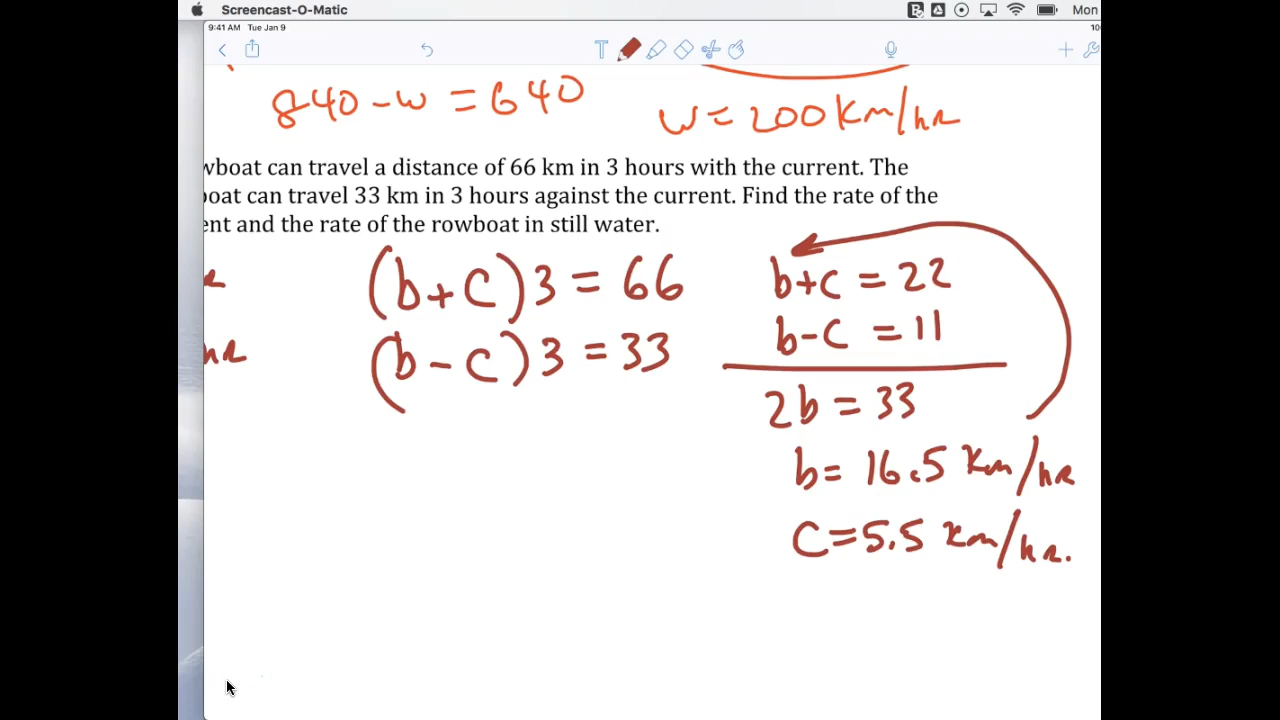 Screencast-O-Matic
Mon
9:41 AM Tue Jan 9
10
T
840 - w = 640
w = 200 km/hr
wboat can travel a distance of 66 km in 3 hours with the current. The
boat can travel 33 km in 3 hours against the current. Find the rate of the
ent and the rate of the rowboat in still water.
(b+c)3 = 66
(b-c)3 = 33
hr
b+c = 22
b-c = 11
2b = 33
b = 16.5 km/hr
c = 5.5 km/hr.